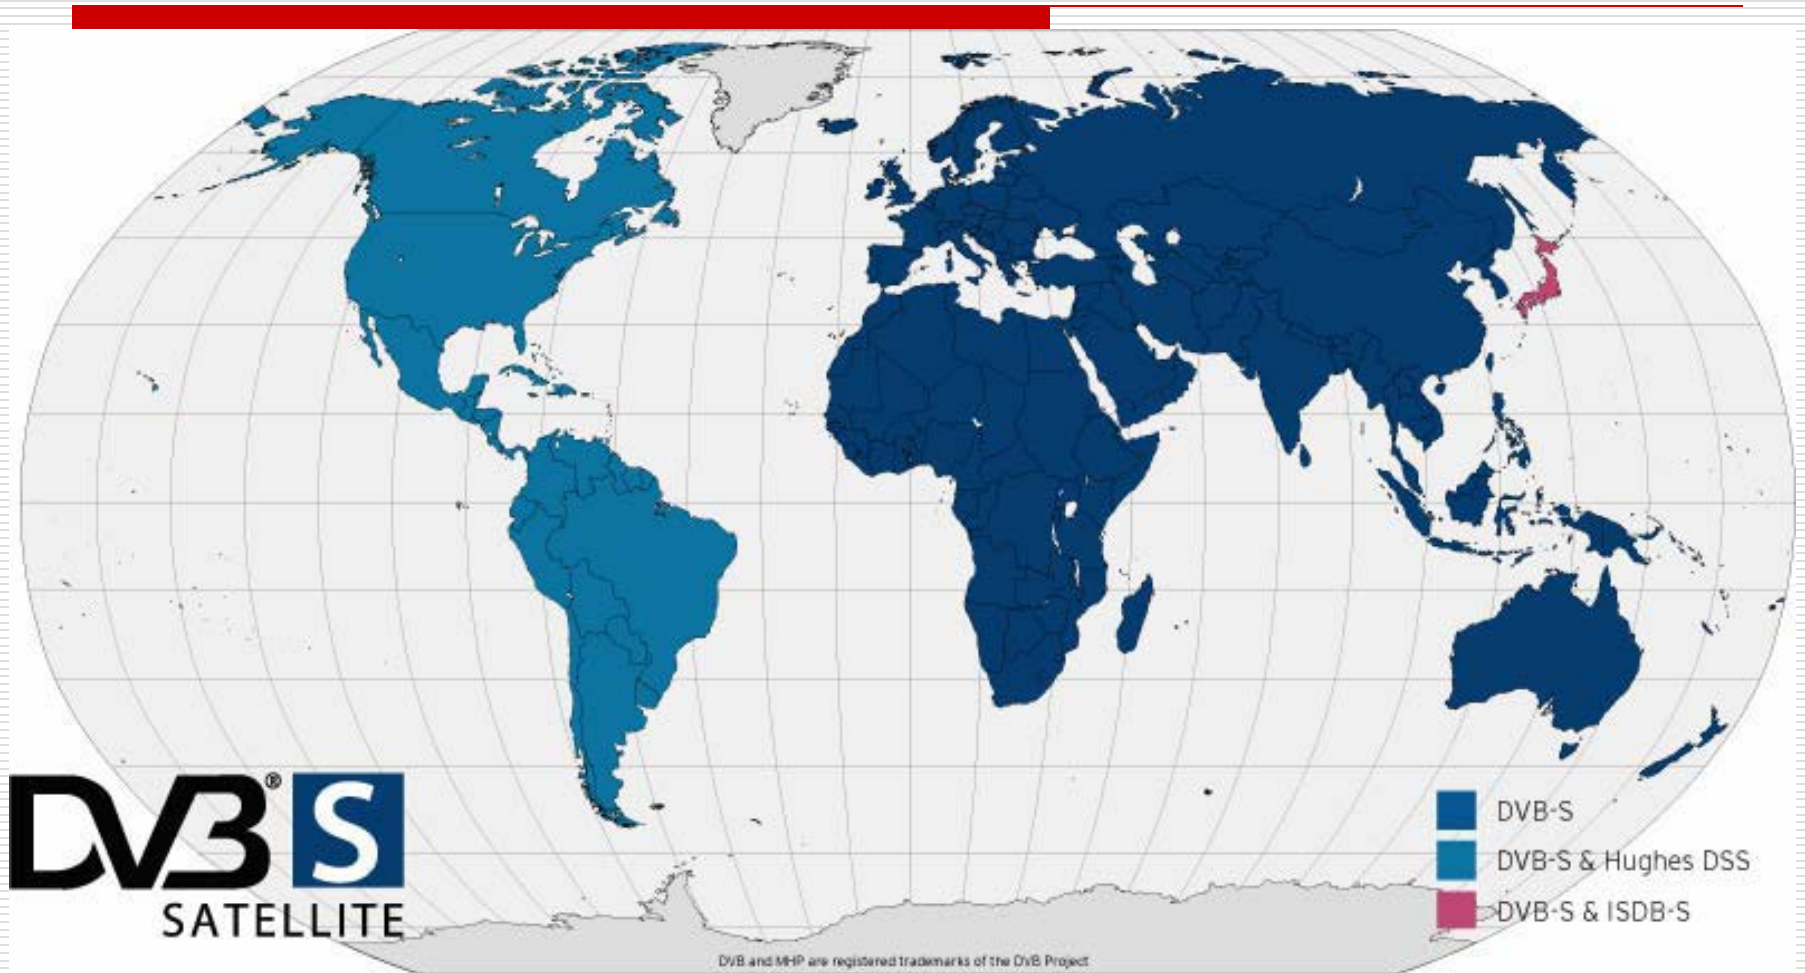 DVB® S
SATELLITE
DVB-S
DVB-S & Hughes DSS
DVB-S & ISDB-S
DVB and MHP are registered trademarks of the DVB Project